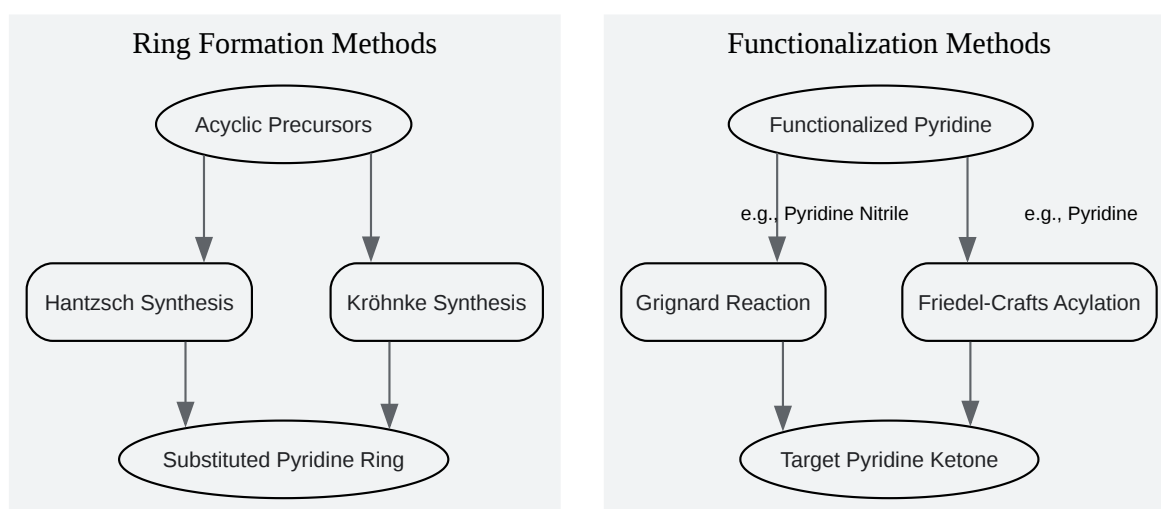 Ring Formation Methods
Acyclic Precursors
Hantzsch Synthesis
Kröhnke Synthesis
Substituted Pyridine Ring
Functionalization Methods
Functionalized Pyridine
e.g., Pyridine Nitrile
e.g., Pyridine
Grignard Reaction
Friedel-Crafts Acylation
Target Pyridine Ketone